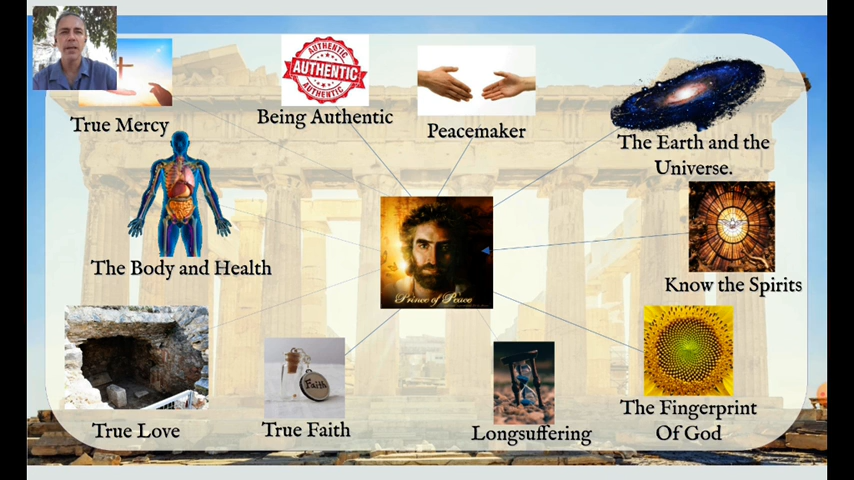 AUTHENTIC
AUTHENTIC
AUTHENTIC
True Mercy
Being Authentic
Peacemaker
The Earth and the
Universe.
The Body and Health
Prince of Peace
Know the Spirits
Faith
True Love
True Faith
Longsuffering
The Fingerprint
Of God